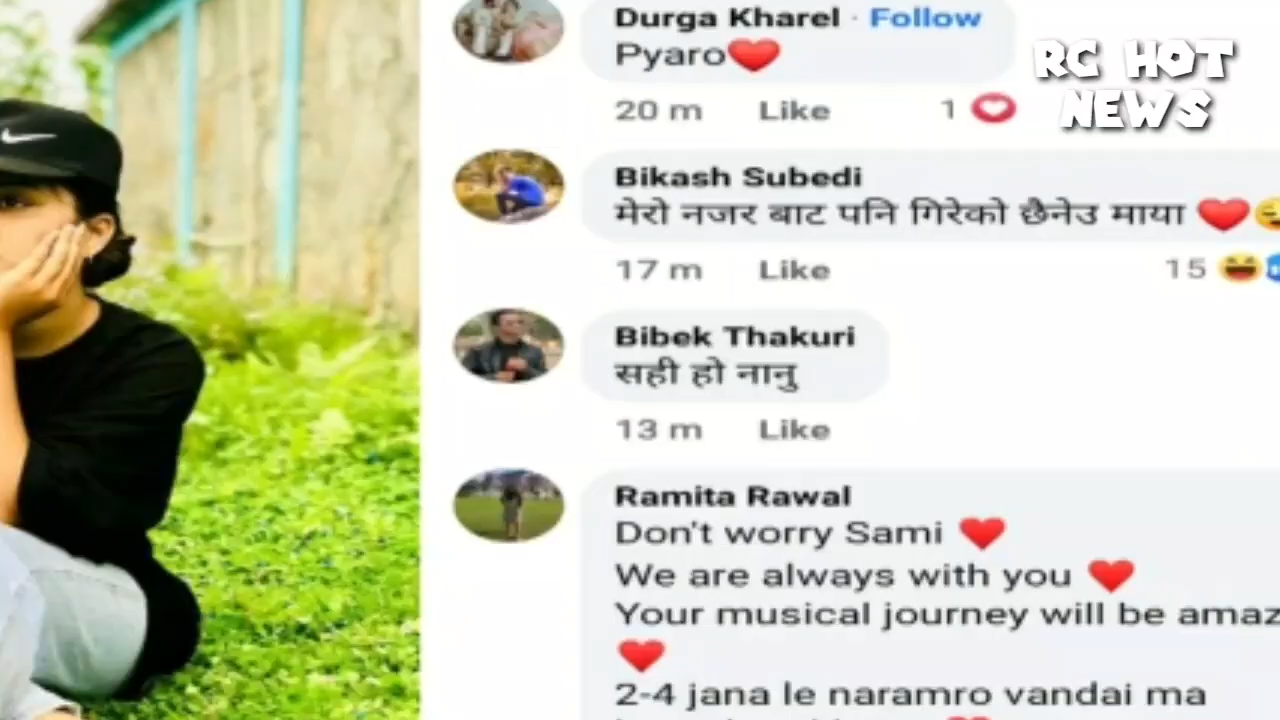 Durga Kharel · Follow
Pyaro❤️
20 m Like 1
RC HOT
NEWS
Bikash Subedi
मेरो नजर बाट पनि गिरेको छैनेउ माया ❤️
17 m Like 15
Bibek Thakuri
सही हो नानु
13 m Like
Ramita Rawal
Don't worry Sami ❤️
We are always with you ❤️
Your musical journey will be amaz
❤️
2-4 jana le naramro vandai ma